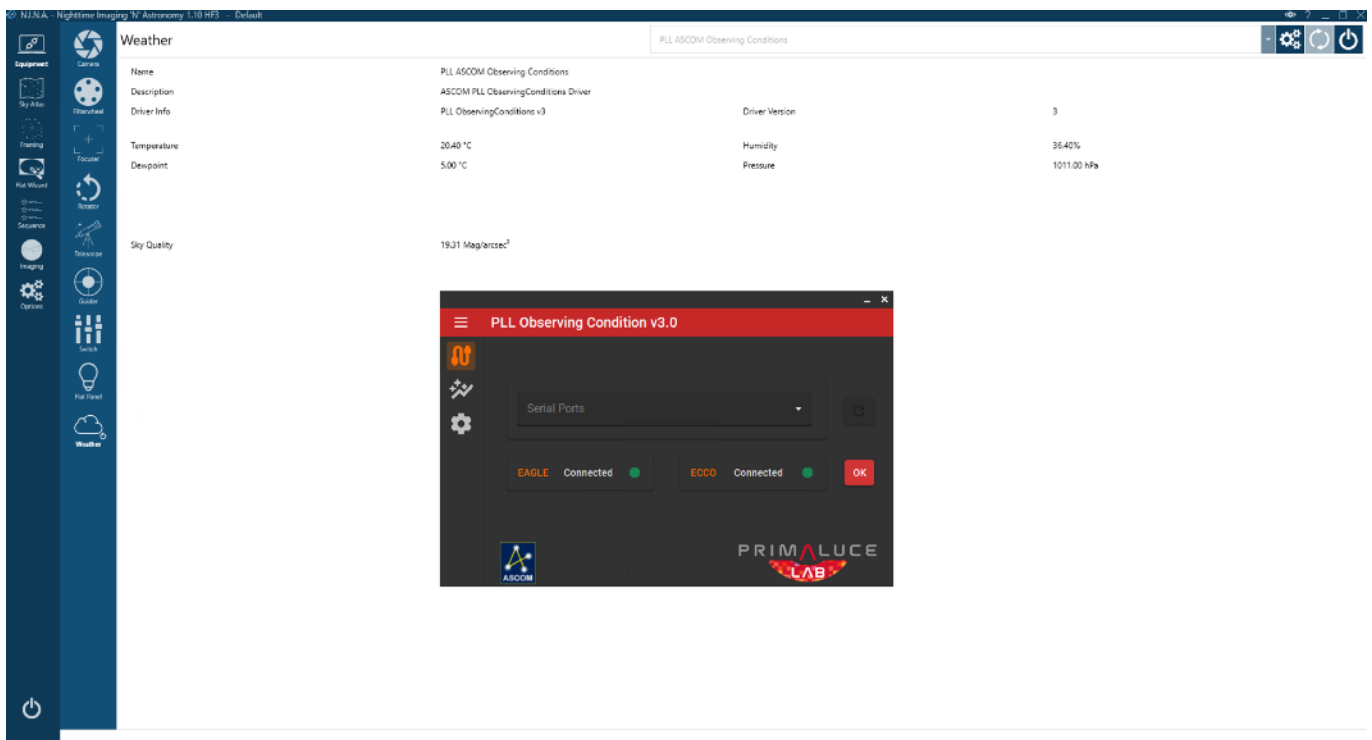 N.I.N.A. - Nighttime Imaging 'N' Astronomy 1.10 HF3 - Default
Equipment
Sky Atlas
Framing
Flat Wizard
Sequence
Imaging
Options
Camera
Filterwheel
Focuser
Rotator
Telescope
Guider
Switch
Flat Panel
Weather
Weather
PLL ASCOM Observing Conditions
Name PLL ASCOM Observing Conditions
Description ASCOM PLL ObservingConditions Driver
Driver Info PLL ObservingConditions v3 Driver Version 3
Temperature 20.40 °C Humidity 36.40%
Dewpoint 5.00 °C Pressure 1011.00 hPa
Sky Quality 19.31 Mag/arcsec²
PLL Observing Condition v3.0
Serial Ports
EAGLE Connected ECCO Connected OK
ASCOM
PRIMALUCE
LAB